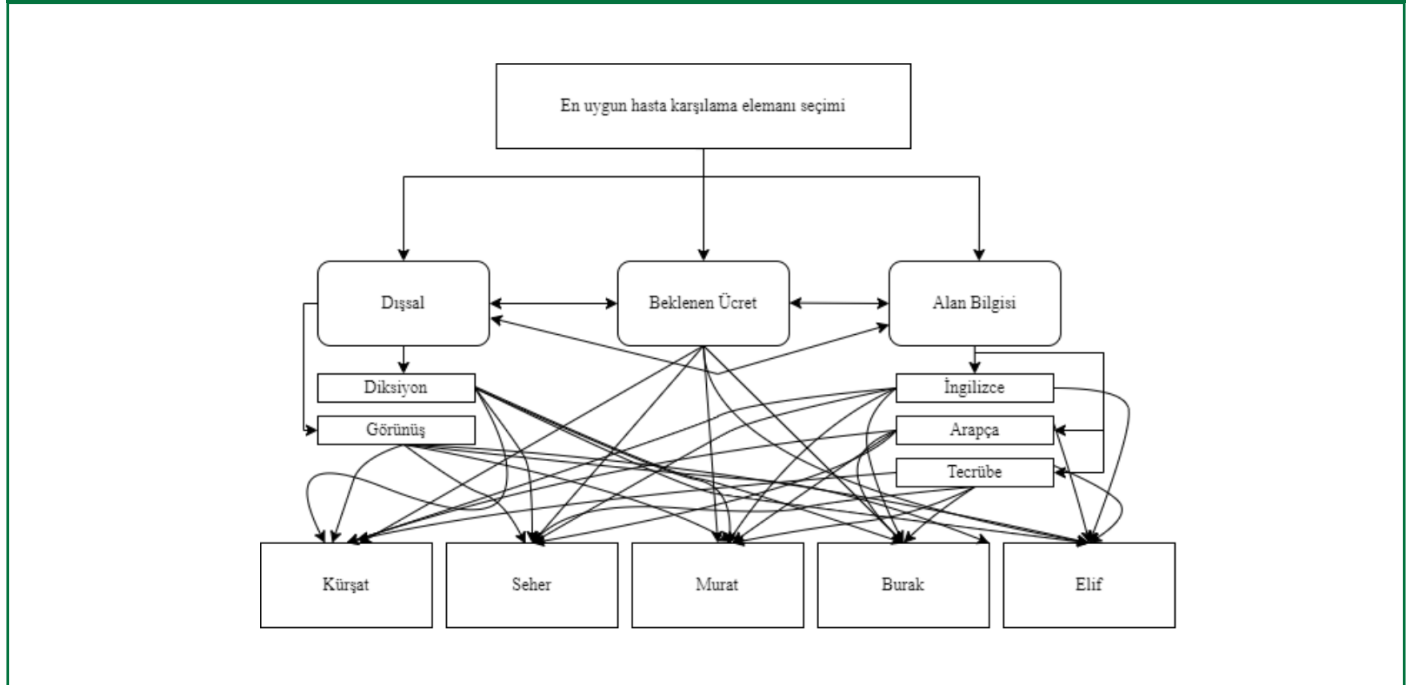 En uygun hasta karşılama elemanı seçimi
Dışsal
Beklenen Ücret
Alan Bilgisi
Diksiyon
İngilizce
Görünüş
Arapça
Tecrübe
Kürşat
Seher
Murat
Burak
Elif